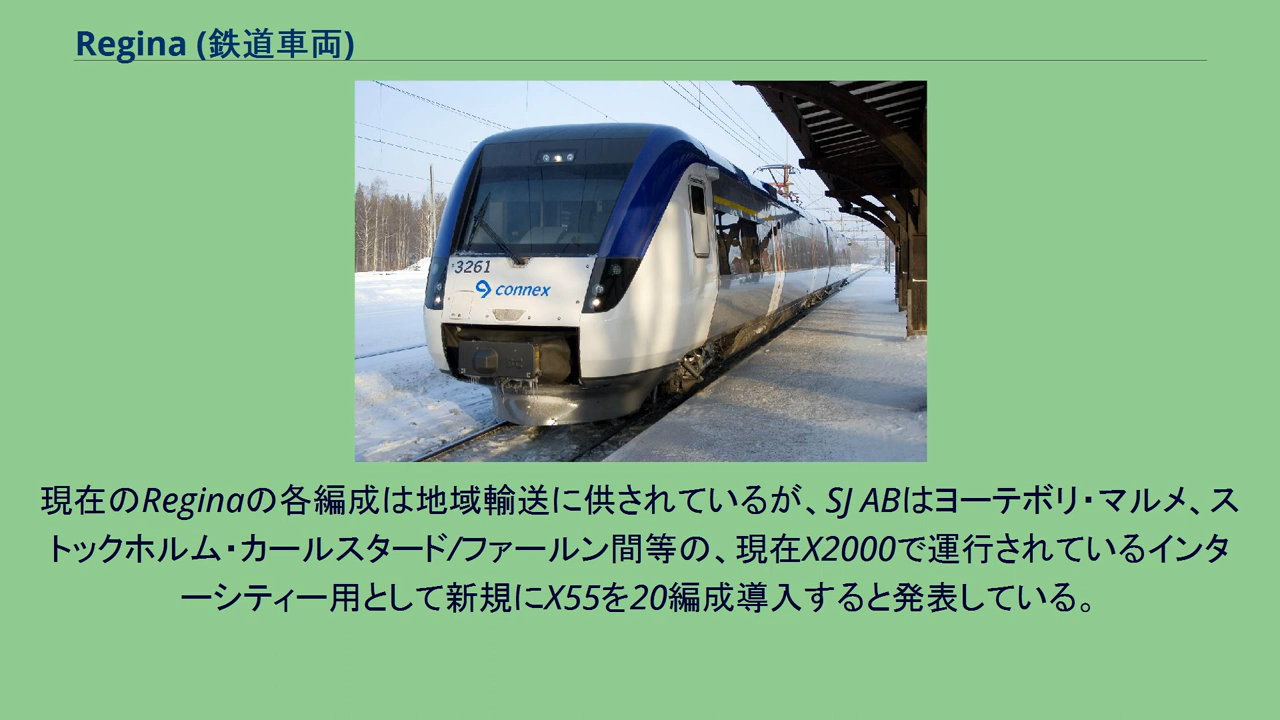 Regina (鉄道車両)
3261
connex
現在のReginaの各編成は地域輸送に供されているが、SJ ABはヨーテボリ・マルメ、ス
トックホルム・カールスタード/ファールン間等の、現在X2000で運行されているインタ
ーシティー用として新規にX55を20編成導入すると発表している。